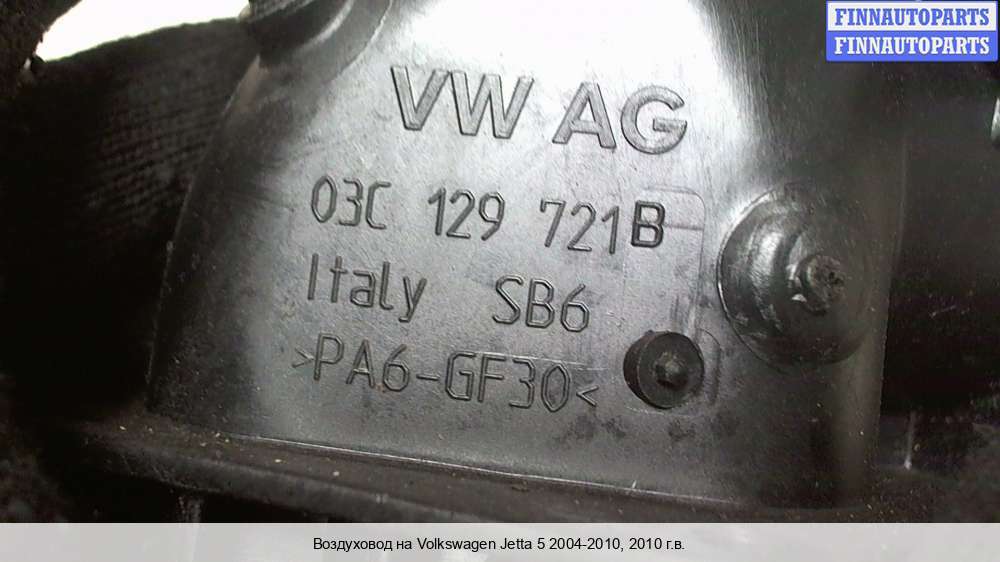 FINNAUTOPARTS
FINNAUTOPARTS
VW AG
03C 129 721B
Italy SB6
>PA6-GF30<
Воздуховод на Volkswagen Jetta 5 2004-2010, 2010 г.в.